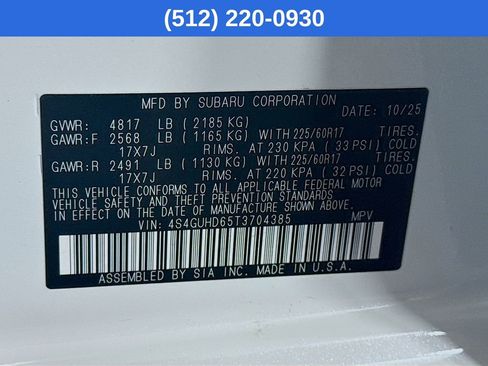 (512) 220-0930
MFD BY SUBARU CORPORATION
DATE: 10/25
GVWR: 4817 LB (2185 KG)
GAWR:F 2568 LB (1165 KG) WITH 225/60R17 TIRES.
17X7J RIMS. AT 230 KPA (33 PSI) COLD
GAWR:R 2491 LB (1130 KG) WITH 225/60R17 TIRES.
17X7J RIMS. AT 220 KPA (32 PSI) COLD
THIS VEHICLE CONFORMS TO ALL APPLICABLE FEDERAL MOTOR
VEHICLE SAFETY, BUMPER, AND THEFT PREVENTION STANDARDS
IN EFFECT ON THE DATE OF MANUFACTURE SHOWN ABOVE.
VIN: 4S4GUHD65T3704385 MPV
ASSEMBLED BY SIA INC. MADE IN U.S.A.